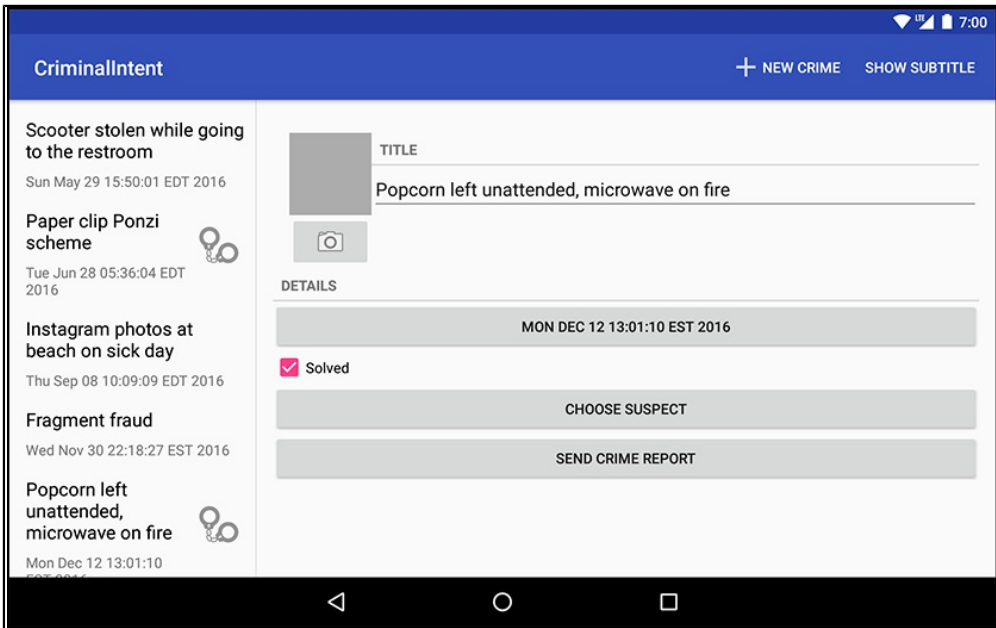 LTE 7:00
CriminalIntent
NEW CRIME SHOW SUBTITLE
Scooter stolen while going
to the restroom
Sun May 29 15:50:01 EDT 2016
Paper clip Ponzi
scheme
Tue Jun 28 05:36:04 EDT
2016
Instagram photos at
beach on sick day
Thu Sep 08 10:09:09 EDT 2016
Fragment fraud
Wed Nov 30 22:18:27 EST 2016
Popcorn left
unattended,
microwave on fire
Mon Dec 12 13:01:10
EST 2016
TITLE
Popcorn left unattended, microwave on fire
DETAILS
MON DEC 12 13:01:10 EST 2016
Solved
CHOOSE SUSPECT
SEND CRIME REPORT